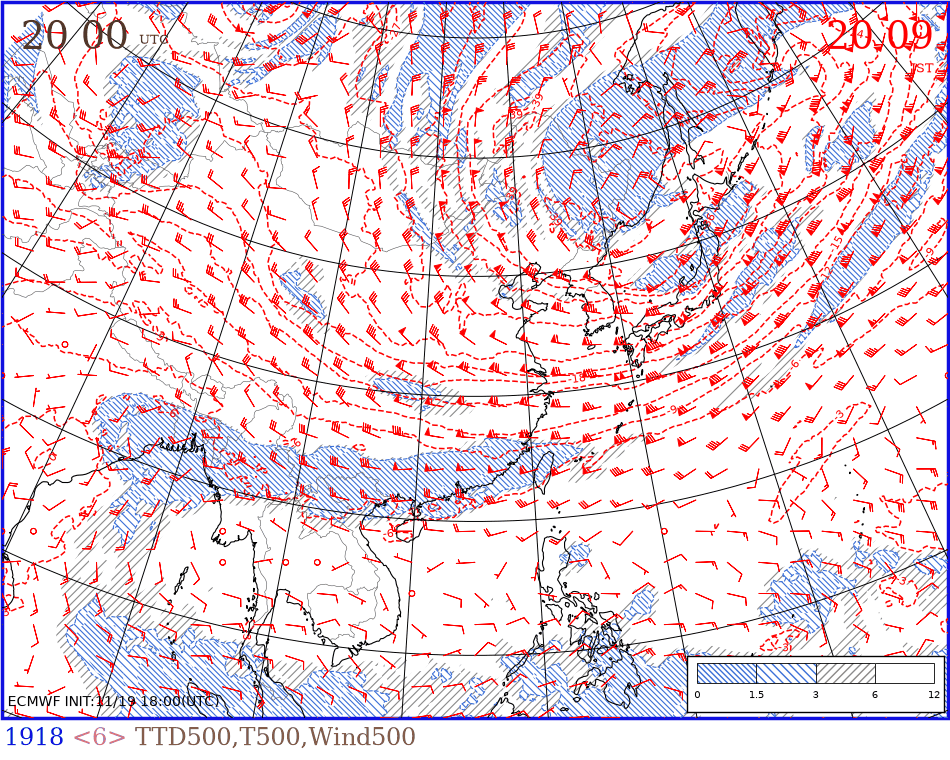 20 00 UTC
20.09
JST
0 1.5 3 6 12
ECMWF INIT:11/19 18:00(UTC)
1918 <6> TTD500,T500,Wind500